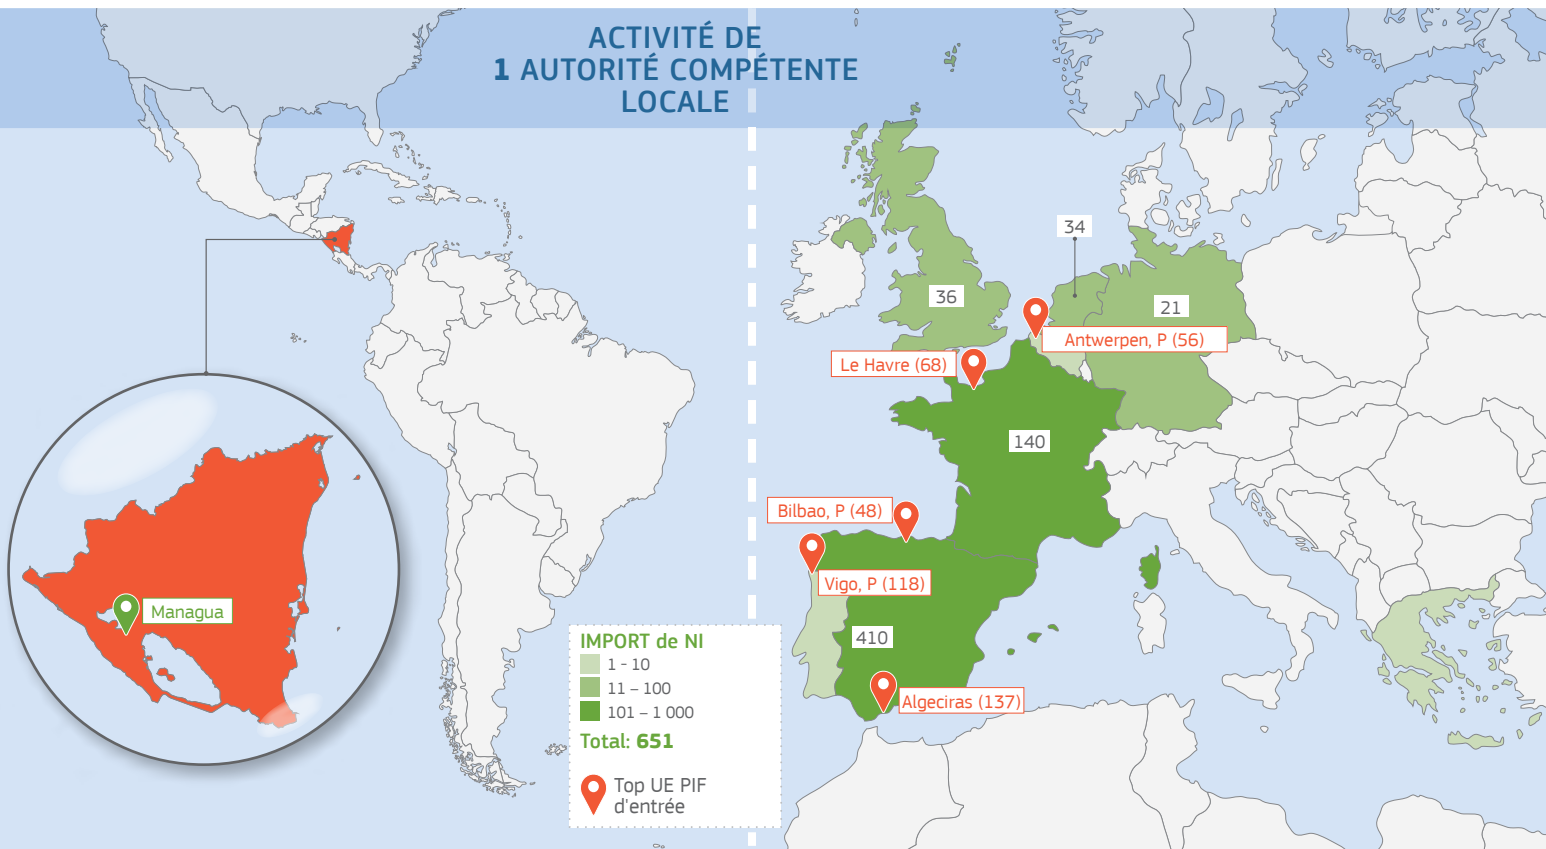 ACTIVITÉ DE
1 AUTORITÉ COMPÉTENTE
LOCALE
34
36
21
Antwerpen, P (56)
Le Havre (68)
140
Bilbao, P (48)
Vigo, P (118)
410
Algeciras (137)
Managua
IMPORT de NI
1 - 10
11 – 100
101 – 1 000
Total: 651
Top UE PIF
d'entrée